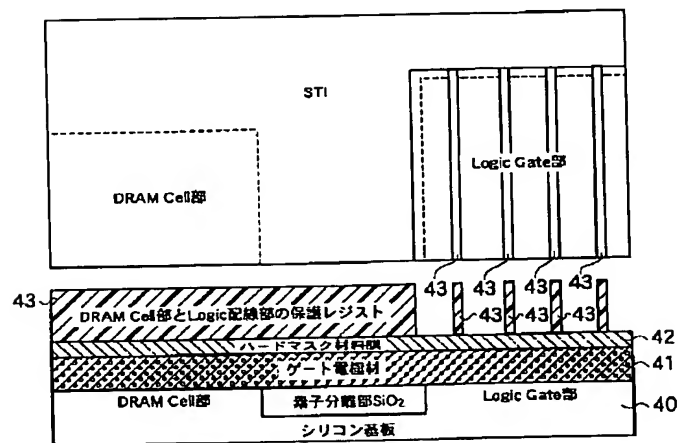 STI
DRAM Cell部
Logic Gate部
43 43 43 43
43
DRAM Cell部とLogic配線部の保護レジスト
43 43 43
ハードマスク材料膜
42
ゲート電極材
41
DRAM Cell部
素子分離部SiO₂
Logic Gate部
40
シリコン基板